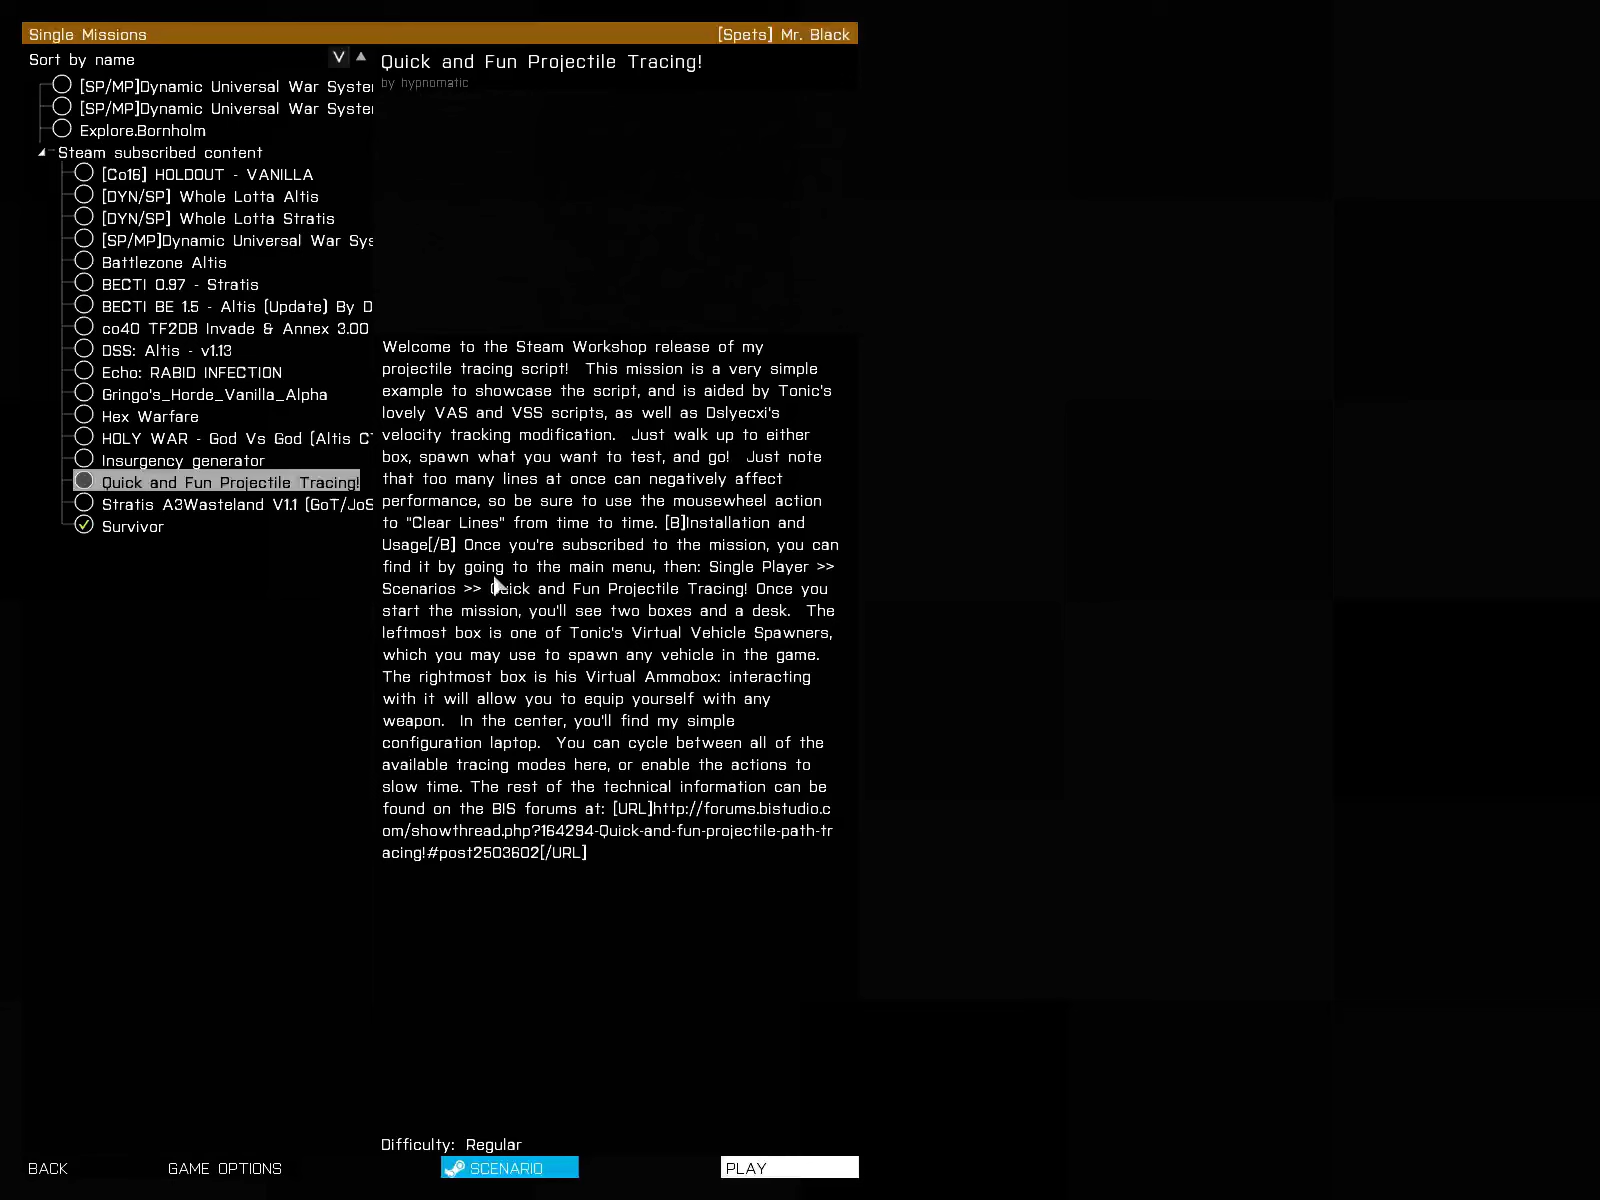 Single Missions
[Spets] Mr. Black
Sort by name
[SP/MP]Dynamic Universal War System
[SP/MP]Dynamic Universal War System
Explore.Bornholm
Steam subscribed content
[Co16] HOLDOUT - VANILLA
[DYN/SP] Whole Lotta Altis
[DYN/SP] Whole Lotta Stratis
[SP/MP]Dynamic Universal War Sys
Battlezone Altis
BECTI 0.97 - Stratis
BECTI BE 1.5 - Altis (Update) By D
co40 TF2DB Invade & Annex 3.00
DSS: Altis - v1.13
Echo: RABID INFECTION
Gringo's_Horde_Vanilla_Alpha
Hex Warfare
HOLY WAR - God Vs God (Altis CT
Insurgency generator
Quick and Fun Projectile Tracing!
Stratis A3Wasteland V1.1 (GoT/JoS
Survivor
Quick and Fun Projectile Tracing!
by hypnomatic
Welcome to the Steam Workshop release of my
projectile tracing script! This mission is a very simple
example to showcase the script, and is aided by Tonic's
lovely VAS and VSS scripts, as well as Dslyecxi's
velocity tracking modification. Just walk up to either
box, spawn what you want to test, and go! Just note
that too many lines at once can negatively affect
performance, so be sure to use the mousewheel action
to "Clear Lines" from time to time. [B]Installation and
Usage[/B] Once you're subscribed to the mission, you can
find it by going to the main menu, then: Single Player >>
Scenarios >> Quick and Fun Projectile Tracing! Once you
start the mission, you'll see two boxes and a desk. The
leftmost box is one of Tonic's Virtual Vehicle Spawners,
which you may use to spawn any vehicle in the game.
The rightmost box is his Virtual Ammobox: interacting
with it will allow you to equip yourself with any
weapon. In the center, you'll find my simple
configuration laptop. You can cycle between all of the
available tracing modes here, or enable the actions to
slow time. The rest of the technical information can be
found on the BIS forums at: [URL]http://forums.bistudio.c
om/showthread.php?164294-Quick-and-fun-projectile-path-tr
acing!#post2503602[/URL]
Difficulty: Regular
BACK
GAME OPTIONS
SCENARIO
PLAY